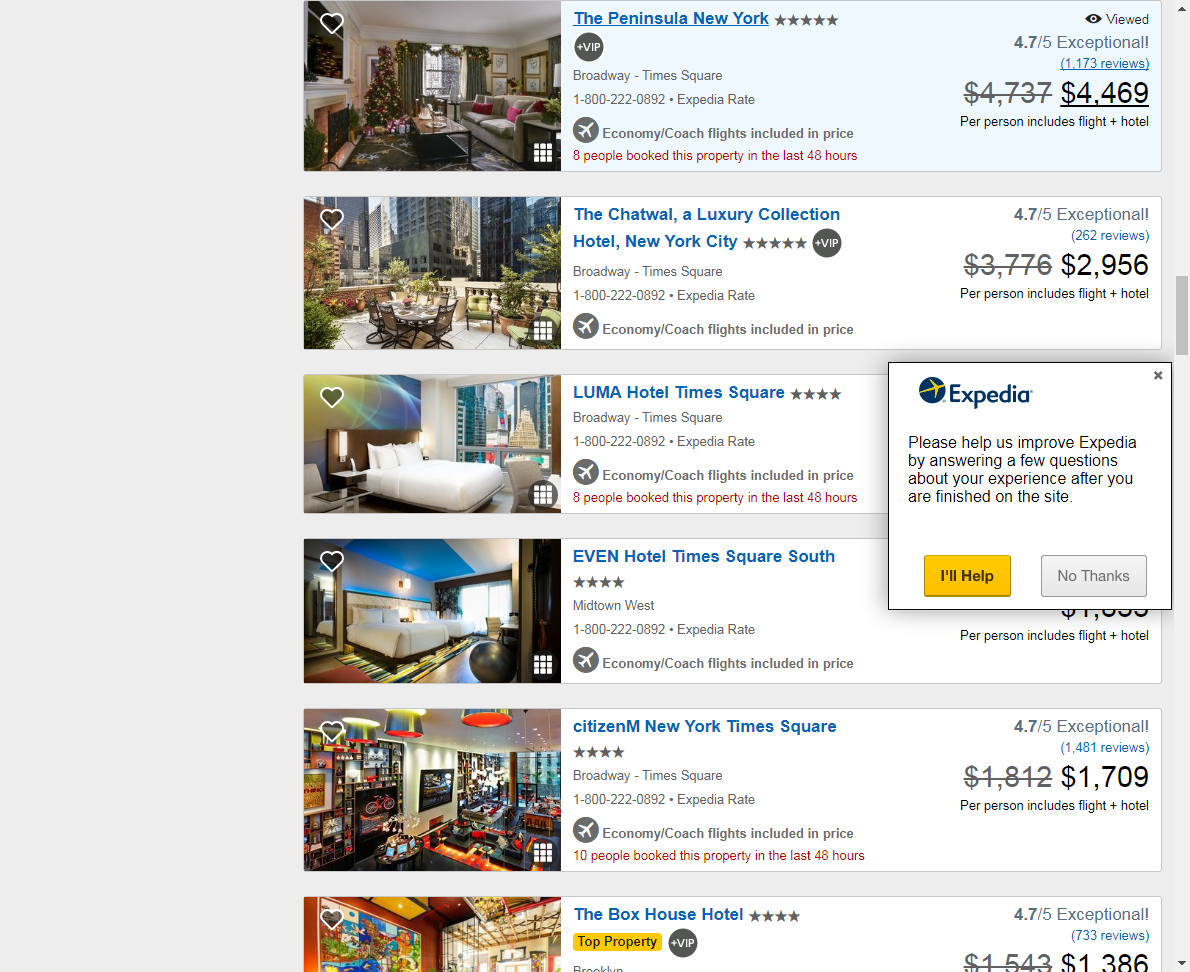 The Peninsula New York
Viewed
+VIP
4.7/5 Exceptional!
(1,173 reviews)
Broadway - Times Square
$4,737 $4,469
1-800-222-0892 • Expedia Rate
Per person includes flight + hotel
Economy/Coach flights included in price
8 people booked this property in the last 48 hours
The Chatwal, a Luxury Collection
Hotel, New York City +VIP
4.7/5 Exceptional!
(262 reviews)
Broadway - Times Square
$3,776 $2,956
1-800-222-0892 • Expedia Rate
Per person includes flight + hotel
Economy/Coach flights included in price
LUMA Hotel Times Square
Broadway - Times Square
1-800-222-0892 • Expedia Rate
Economy/Coach flights included in price
8 people booked this property in the last 48 hours
Expedia
Please help us improve Expedia
by answering a few questions
about your experience after you
are finished on the site.
I'll Help
No Thanks
EVEN Hotel Times Square South
Midtown West
1-800-222-0892 • Expedia Rate
Per person includes flight + hotel
Economy/Coach flights included in price
citizenM New York Times Square
4.7/5 Exceptional!
(1,481 reviews)
Broadway - Times Square
$1,812 $1,709
1-800-222-0892 • Expedia Rate
Per person includes flight + hotel
Economy/Coach flights included in price
10 people booked this property in the last 48 hours
The Box House Hotel
4.7/5 Exceptional!
Top Property +VIP
(733 reviews)
Brooklyn
$1,543 $1,386